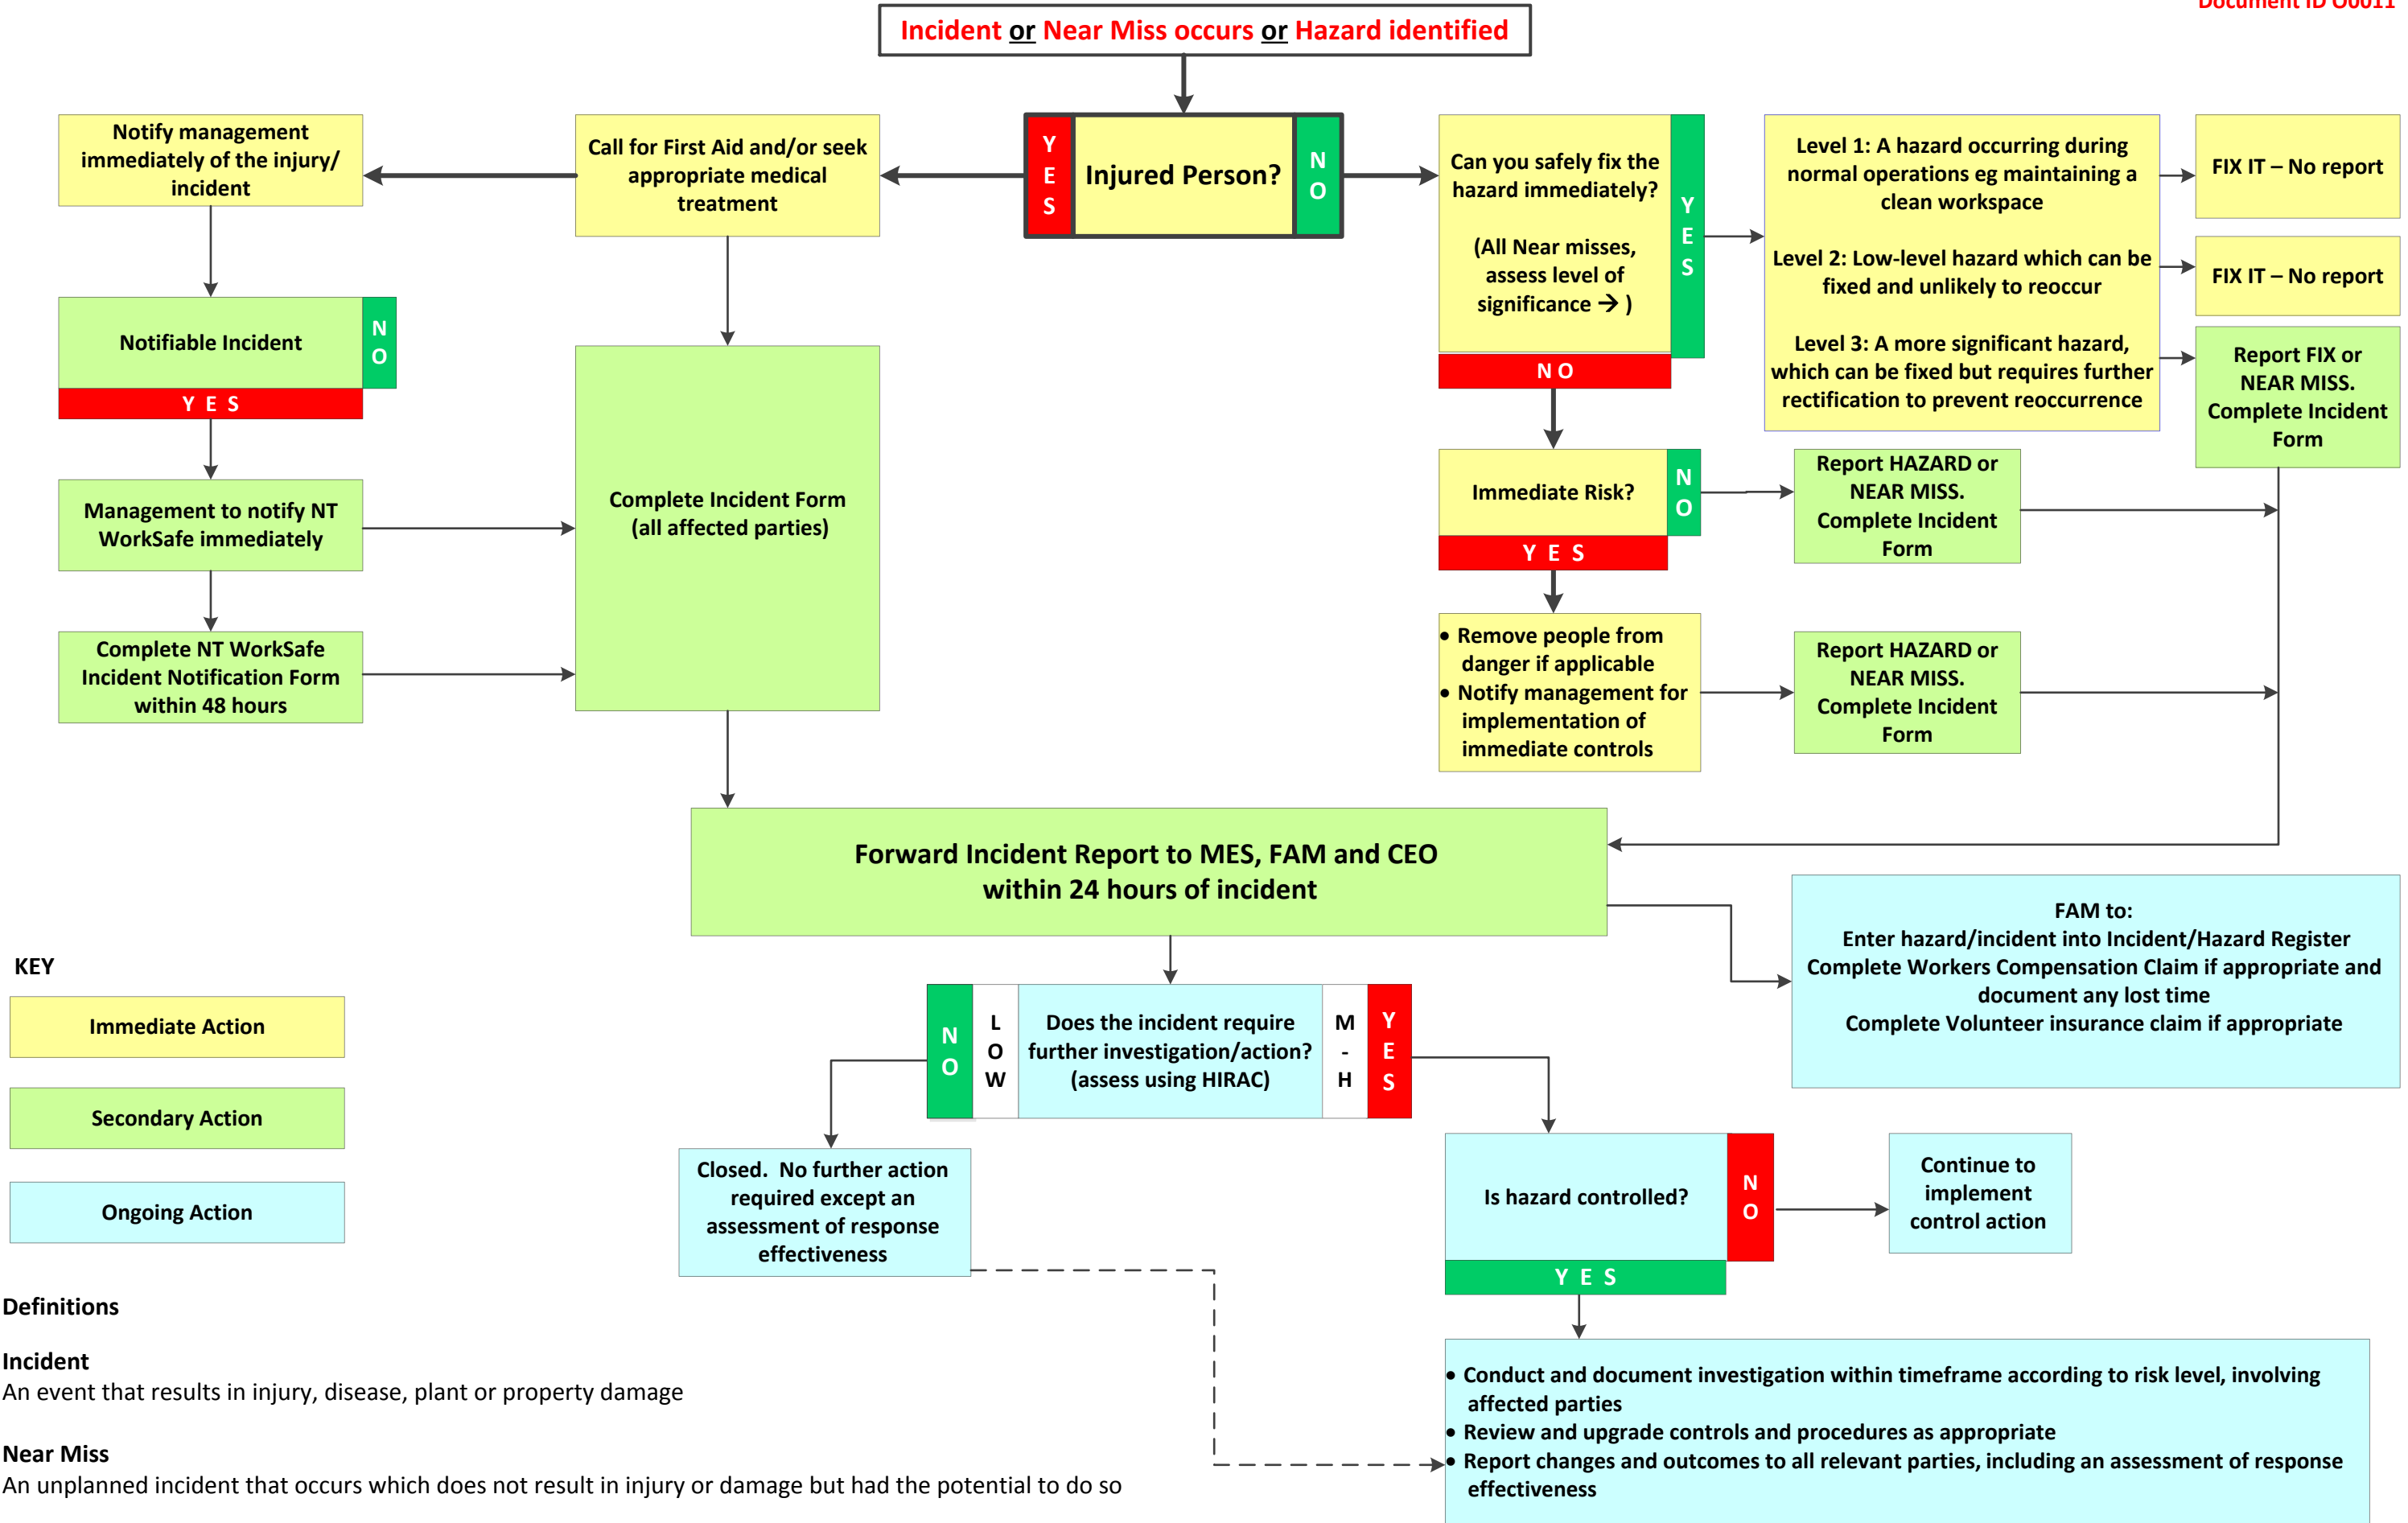 Document ID O0011
Incident or Near Miss occurs or Hazard identified
Notify management
immediately of the injury/
incident
Call for First Aid and/or seek
appropriate medical
treatment
YES
Injured Person?
NO
Can you safely fix the
hazard immediately?
(All Near misses,
assess level of
significance → )
YES
NO
Level 1: A hazard occurring during
normal operations eg maintaining a
clean workspace
Level 2: Low-level hazard which can be
fixed and unlikely to reoccur
Level 3: A more significant hazard,
which can be fixed but requires further
rectification to prevent reoccurrence
FIX IT – No report
FIX IT – No report
Report FIX or
NEAR MISS.
Complete Incident
Form
Notifiable Incident
NO
YES
Management to notify NT
WorkSafe immediately
Complete NT WorkSafe
Incident Notification Form
within 48 hours
Complete Incident Form
(all affected parties)
Immediate Risk?
NO
YES
Report HAZARD or
NEAR MISS.
Complete Incident
Form
• Remove people from
danger if applicable
• Notify management for
implementation of
immediate controls
Report HAZARD or
NEAR MISS.
Complete Incident
Form
Forward Incident Report to MES, FAM and CEO
within 24 hours of incident
FAM to:
Enter hazard/incident into Incident/Hazard Register
Complete Workers Compensation Claim if appropriate and
document any lost time
Complete Volunteer insurance claim if appropriate
NO
LOW
Does the incident require
further investigation/action?
(assess using HIRAC)
M-H
YES
Closed.  No further action
required except an
assessment of response
effectiveness
Is hazard controlled?
NO
YES
Continue to
implement
control action
• Conduct and document investigation within timeframe according to risk level, involving
affected parties
• Review and upgrade controls and procedures as appropriate
• Report changes and outcomes to all relevant parties, including an assessment of response
effectiveness
KEY
Immediate Action
Secondary Action
Ongoing Action
Definitions
Incident
An event that results in injury, disease, plant or property damage
Near Miss
An unplanned incident that occurs which does not result in injury or damage but had the potential to do so